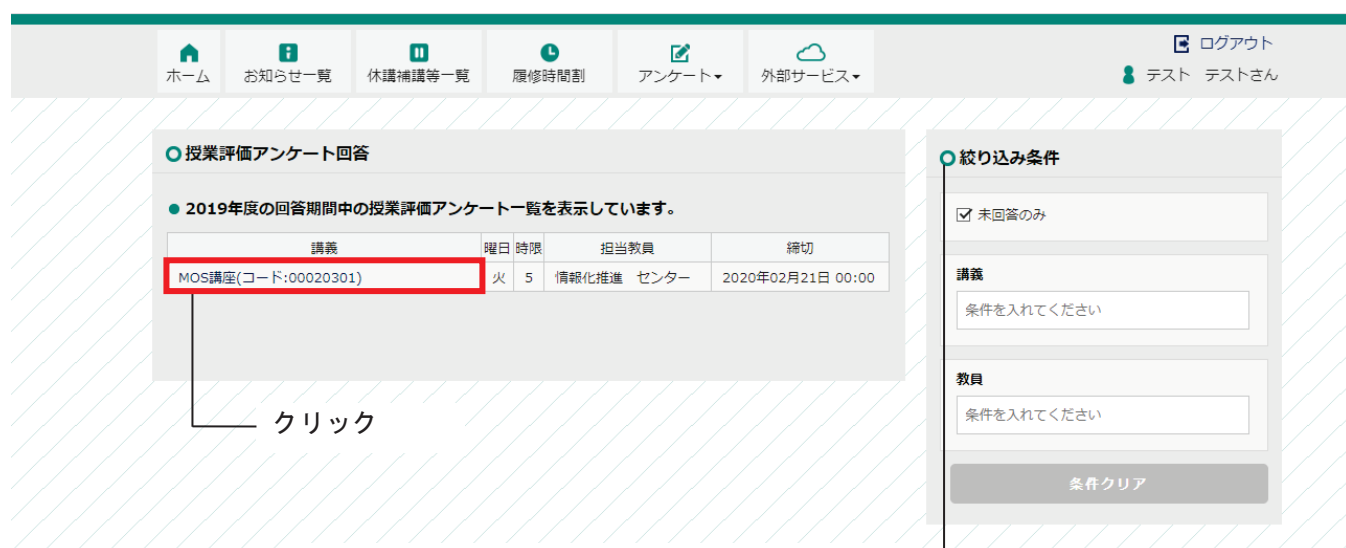 ホーム
お知らせ一覧
休講補講等一覧
履修時間割
アンケート▾
外部サービス▾
ログアウト
テスト テストさん
授業評価アンケート回答
2019年度の回答期間中の授業評価アンケート一覧を表示しています。
講義 曜日 時限 担当教員 締切
MOS講座(コード:00020301) 火 5 情報化推進 センター 2020年02月21日 00:00
クリック
絞り込み条件
未回答のみ
講義
条件を入れてください
教員
条件を入れてください
条件クリア